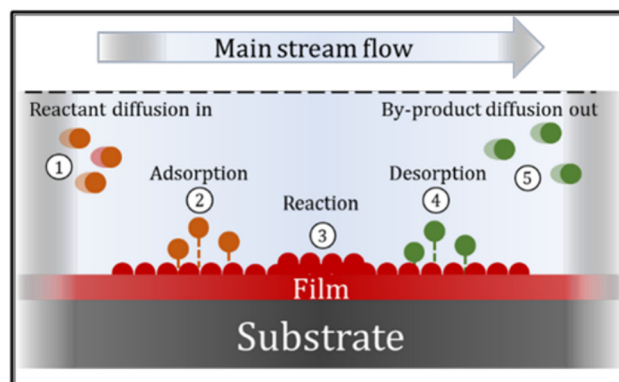 Main stream flow
Reactant diffusion in
By-product diffusion out
1
Adsorption
Desorption
5
2
Reaction
4
3
Film
Substrate